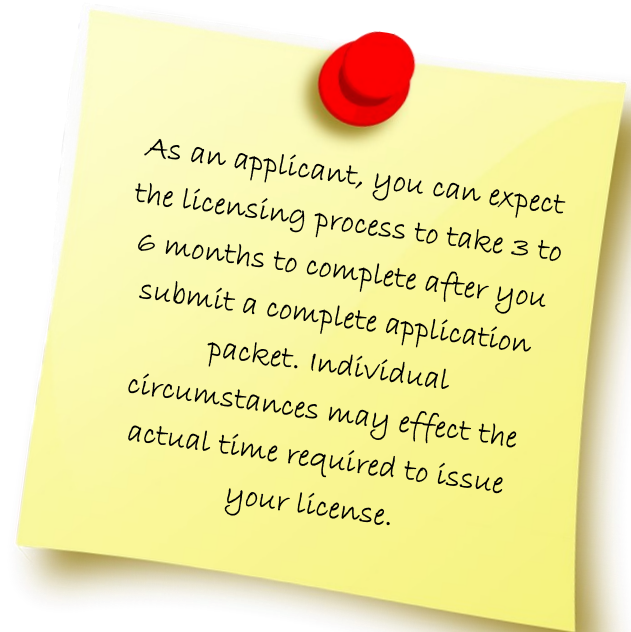 As an applicant, you can expect
the licensing process to take 3 to
6 months to complete after you
submit a complete application
packet. Individual
circumstances may effect the
actual time required to issue
your license.